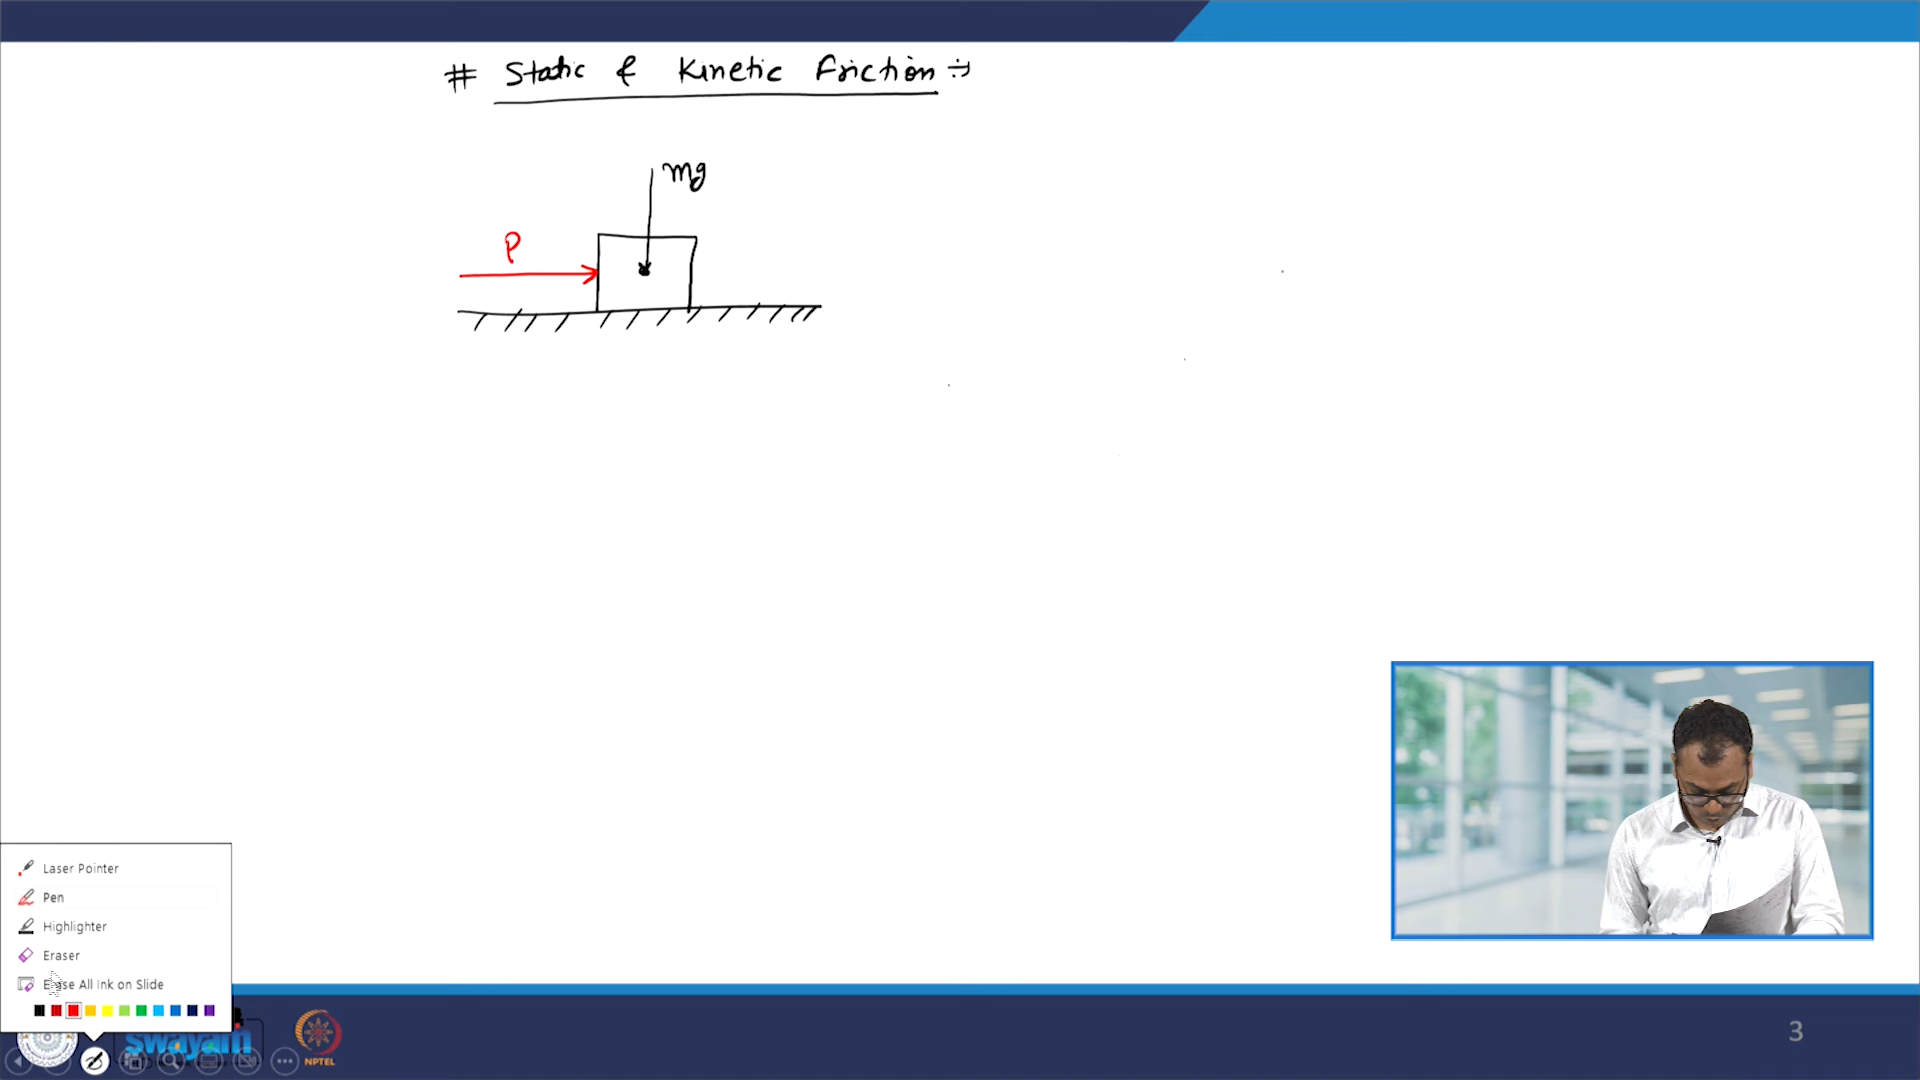 # Static & Kinetic Friction :-
mg
P
Laser Pointer
Pen
Highlighter
Eraser
Erase All Ink on Slide
swayam
NPTEL
3